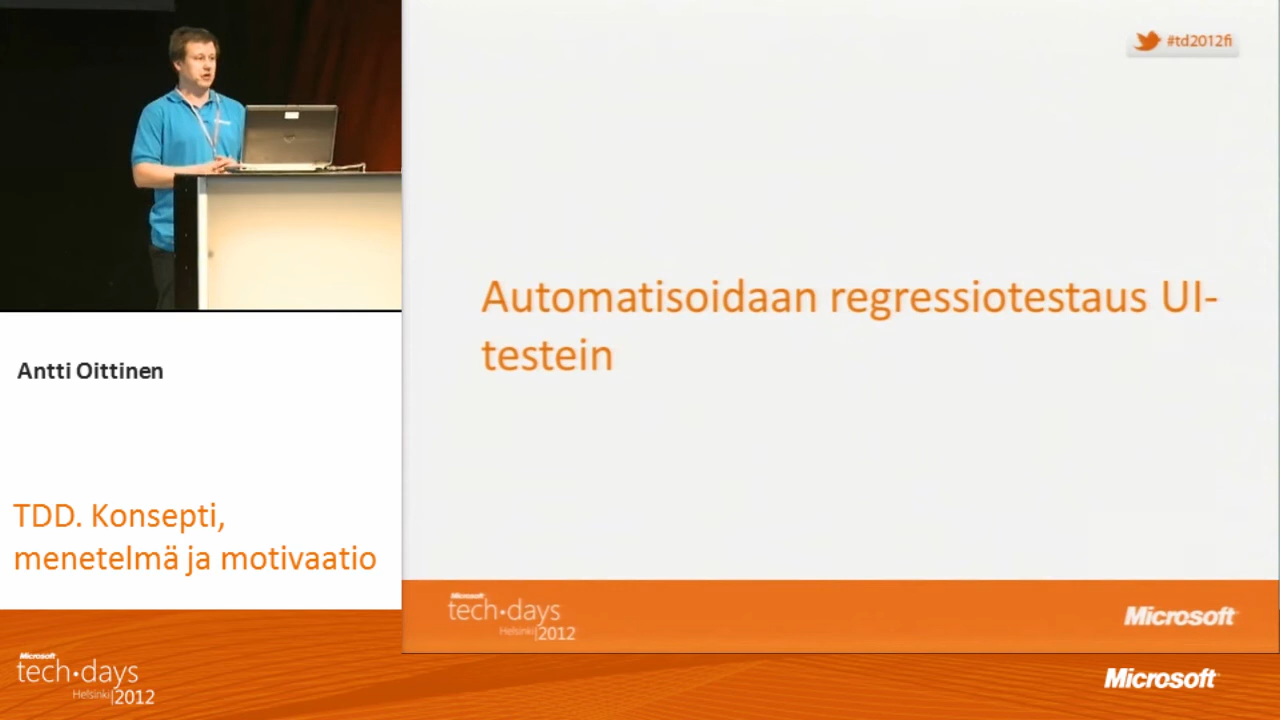 #td2012fi
Automatisoidaan regressiotestaus UI-
testein
Antti Oittinen
TDD. Konsepti,
menetelmä ja motivaatio
Microsoft
tech·days
Helsinki|2012
Microsoft
Microsoft
tech·days
Helsinki|2012
Microsoft